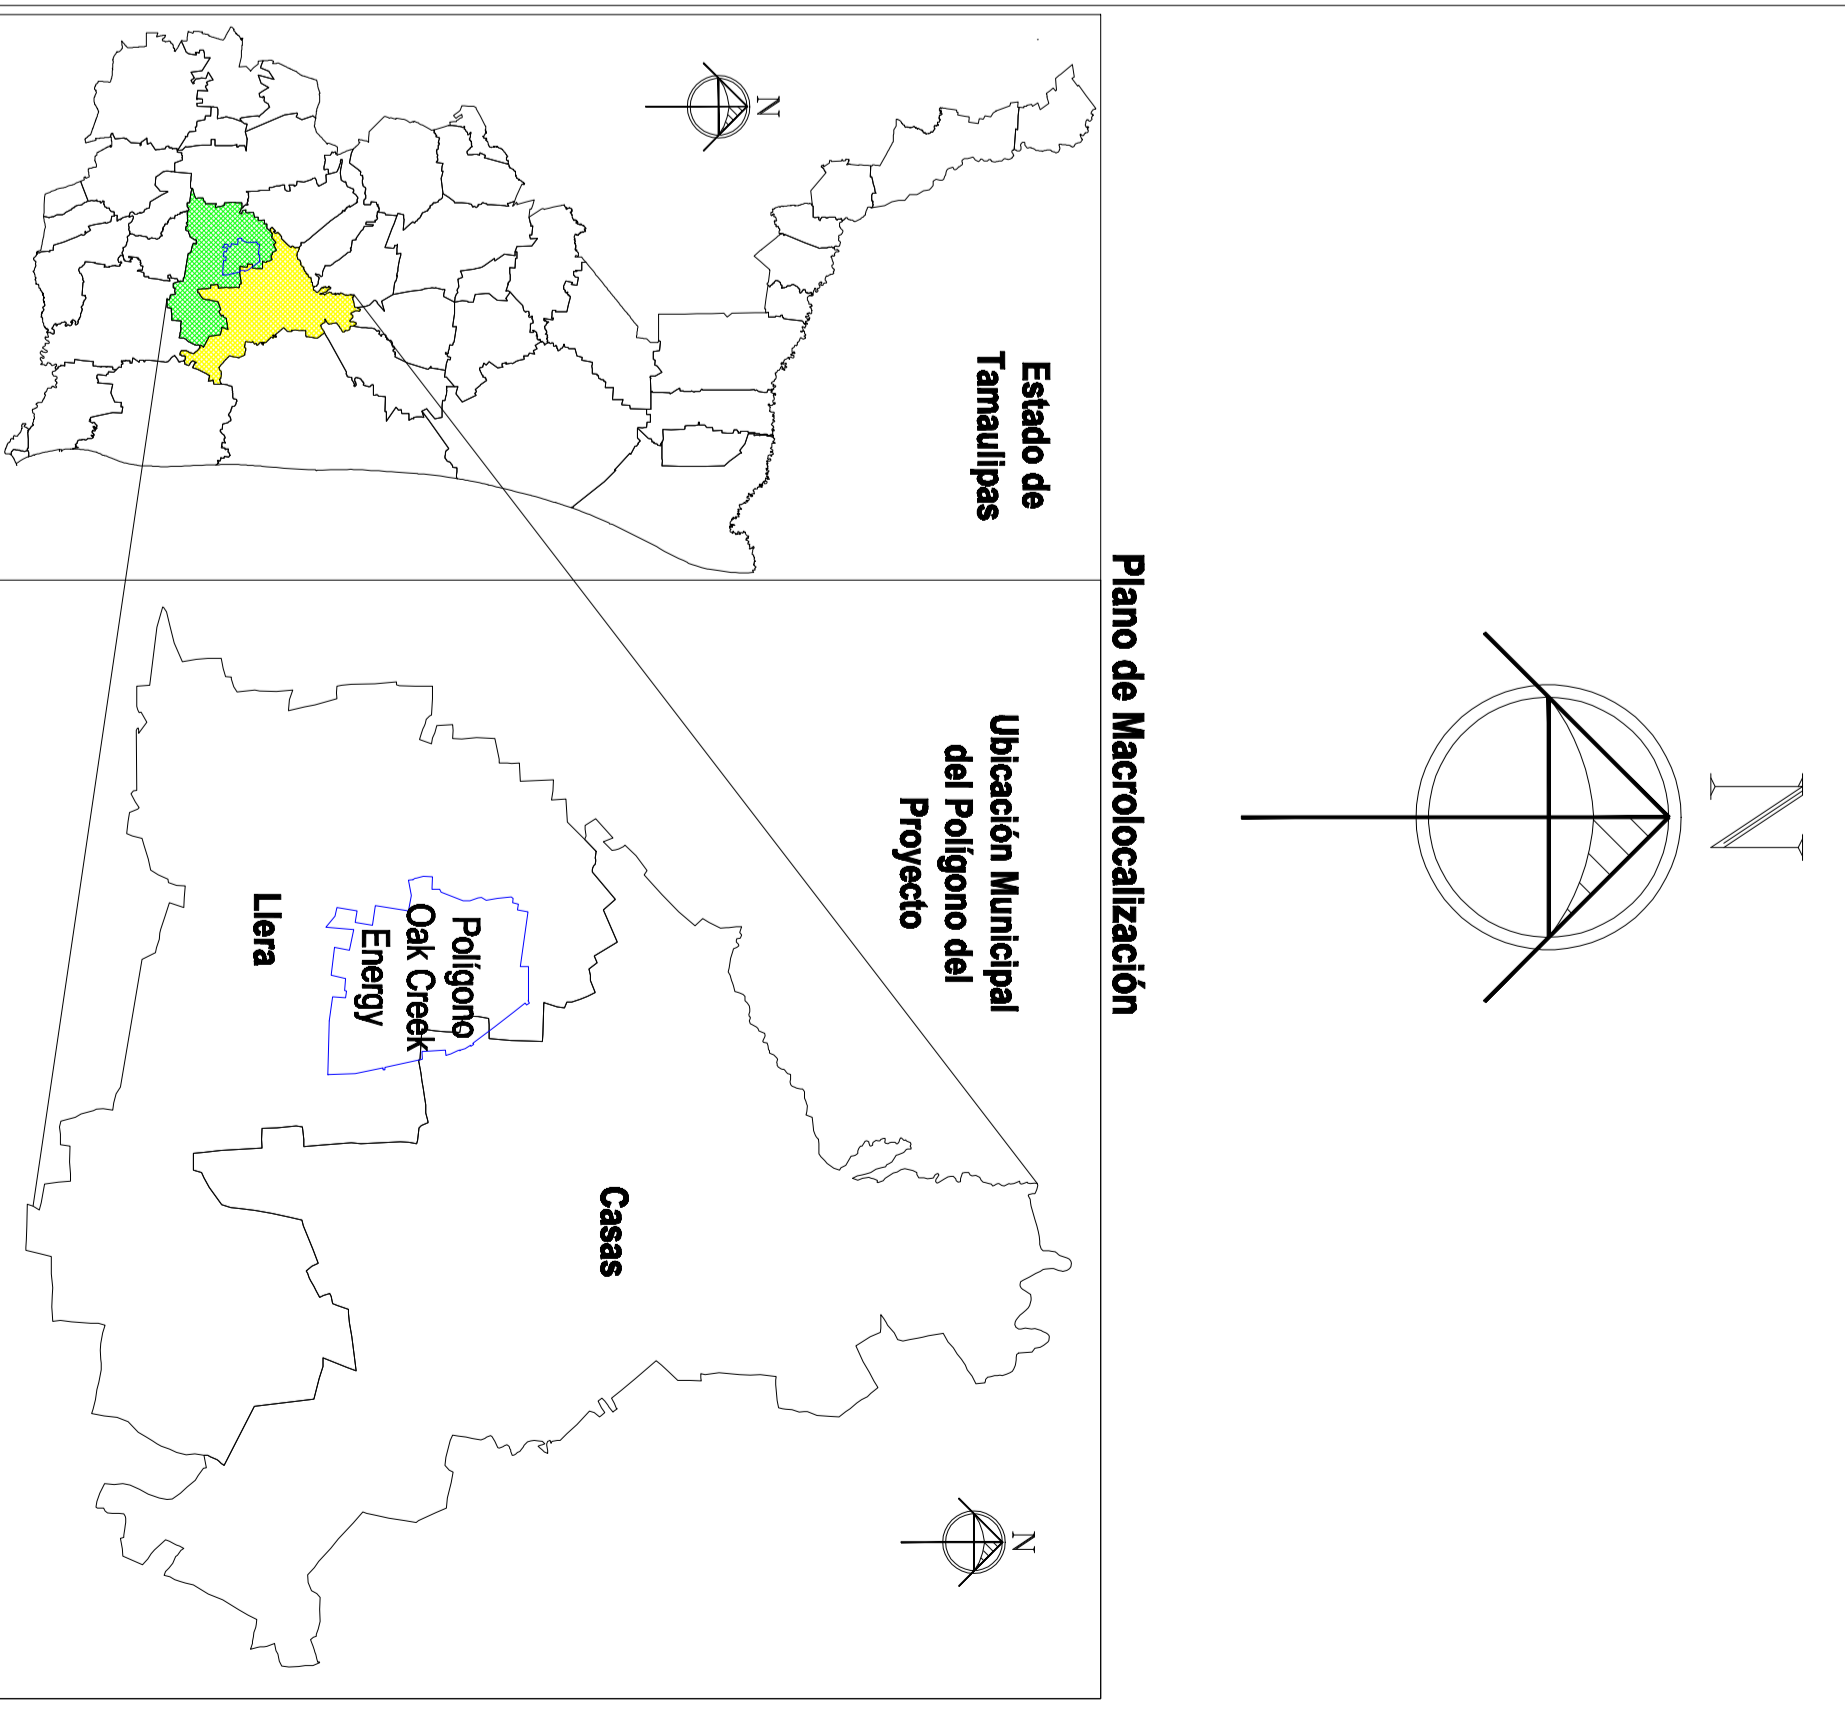 N
Plano de Macrolocalización
Estado de
Tamaulipas
N
Ubicación Municipal
del Polígono del
Proyecto
Casas
Polígono
Oak Creek
Energy
Llera
N